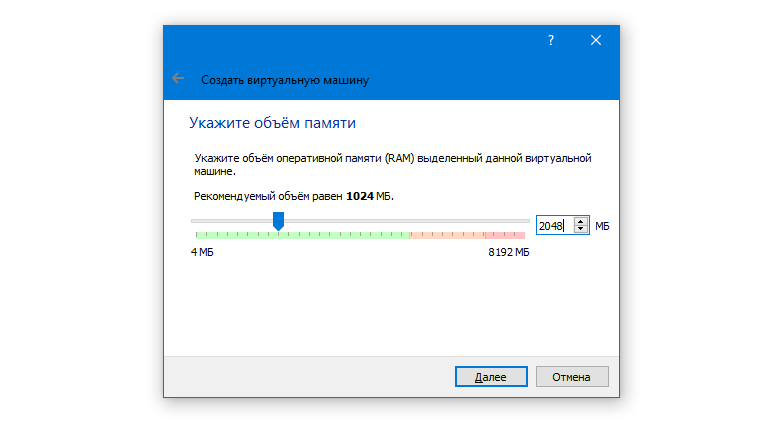 ?
Создать виртуальную машину
Укажите объём памяти
Укажите объём оперативной памяти (RAM) выделенный данной виртуальной
машине.
Рекомендуемый объём равен 1024 МБ.
2048 МБ
4 МБ 8192 МБ
Далее Отмена